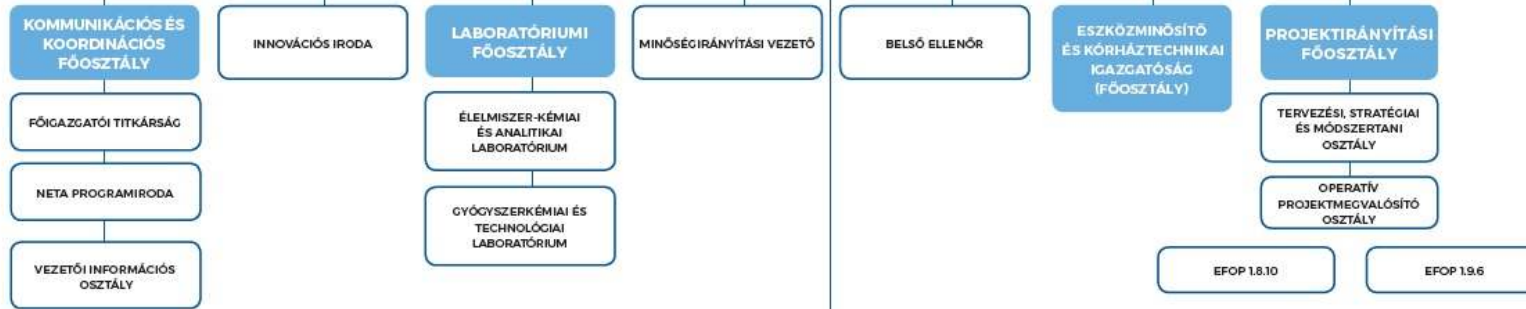 KOMMUNIKÁCIÓS ÉS
KOORDINÁCIÓS
FŐOSZTÁLY
FŐIGAZGATÓI TITKÁRSÁG
NETA PROGRAMIRODA
VEZETŐI INFORMÁCIÓS
OSZTÁLY
INNOVÁCIÓS IRODA
LABORATÓRIUMI
FŐOSZTÁLY
ÉLELMISZER-KÉMIAI
ÉS ANALITIKAI
LABORATÓRIUM
GYÓGYSZERKÉMIAI ÉS
TECHNOLÓGIAI
LABORATÓRIUM
MINŐSÉGIRÁNYÍTÁSI VEZETŐ
BELSŐ ELLENŐR
ESZKÖZMINŐSÍTŐ
ÉS KÓRHÁZTECHNIKAI
IGAZGATÓSÁG
(FŐOSZTÁLY)
PROJEKTIRÁNYÍTÁSI
FŐOSZTÁLY
TERVEZÉSI, STRATÉGIAI
ÉS MÓDSZERTANI
OSZTÁLY
OPERATÍV
PROJEKTMEGVALÓSÍTÓ
OSZTÁLY
EFOP 1.8.10
EFOP 1.9.6